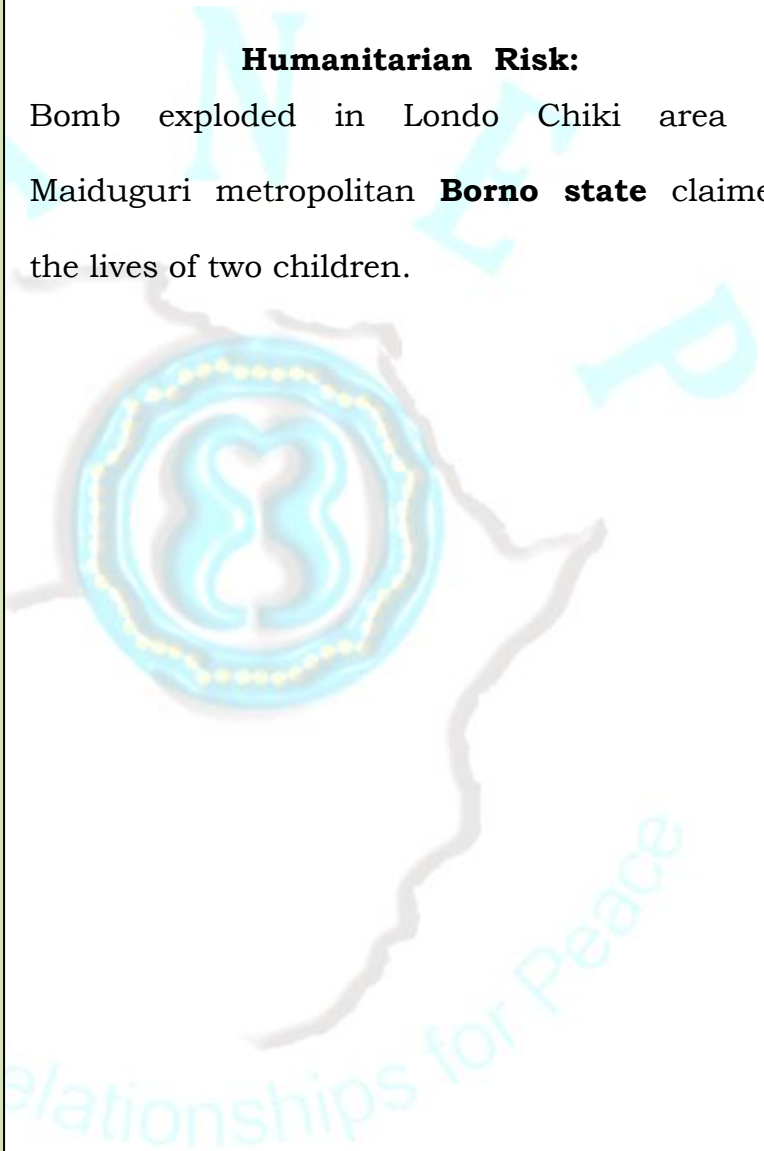 Humanitarian Risk:
Bomb exploded in Londo Chiki area
Maiduguri metropolitan Borno state claime
the lives of two children.
N E P
elationships for Peace